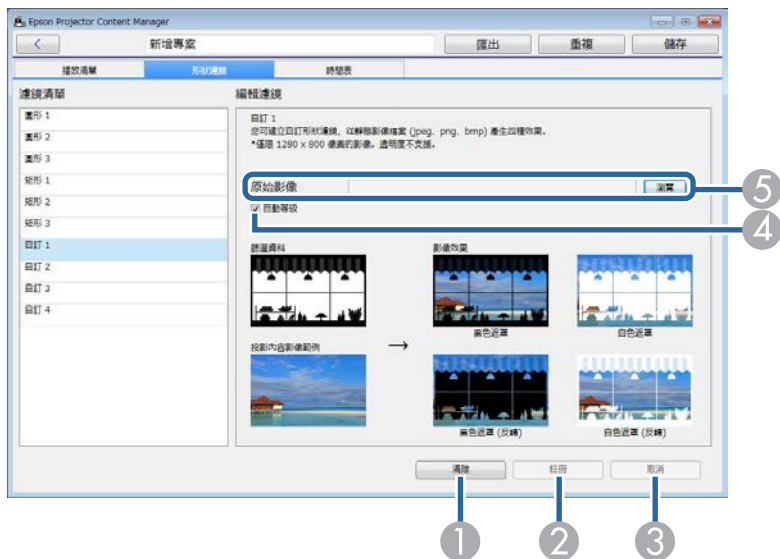 Epson Projector Content Manager
新增專案
匯出
重複
儲存
播放清單
形狀濾鏡
時間表
濾鏡清單
圖形 1
圖形 2
圖形 3
矩形 1
矩形 2
矩形 3
自訂 1
自訂 2
自訂 3
自訂 4
編輯濾鏡
自訂 1
您可建立自訂形狀濾鏡，從靜態影像檔案 (jpeg. png. bmp) 產生四種效果。
*僅限 1280 x 800 像素的影像。透明度不支援。
原始影像
瀏覽
5
自動等級
4
篩選資料
影像效果
黑色遮罩
白色遮罩
投影內容影像範例
→
黑色遮罩 (反轉)
白色遮罩 (反轉)
清除
註冊
取消
1
2
3